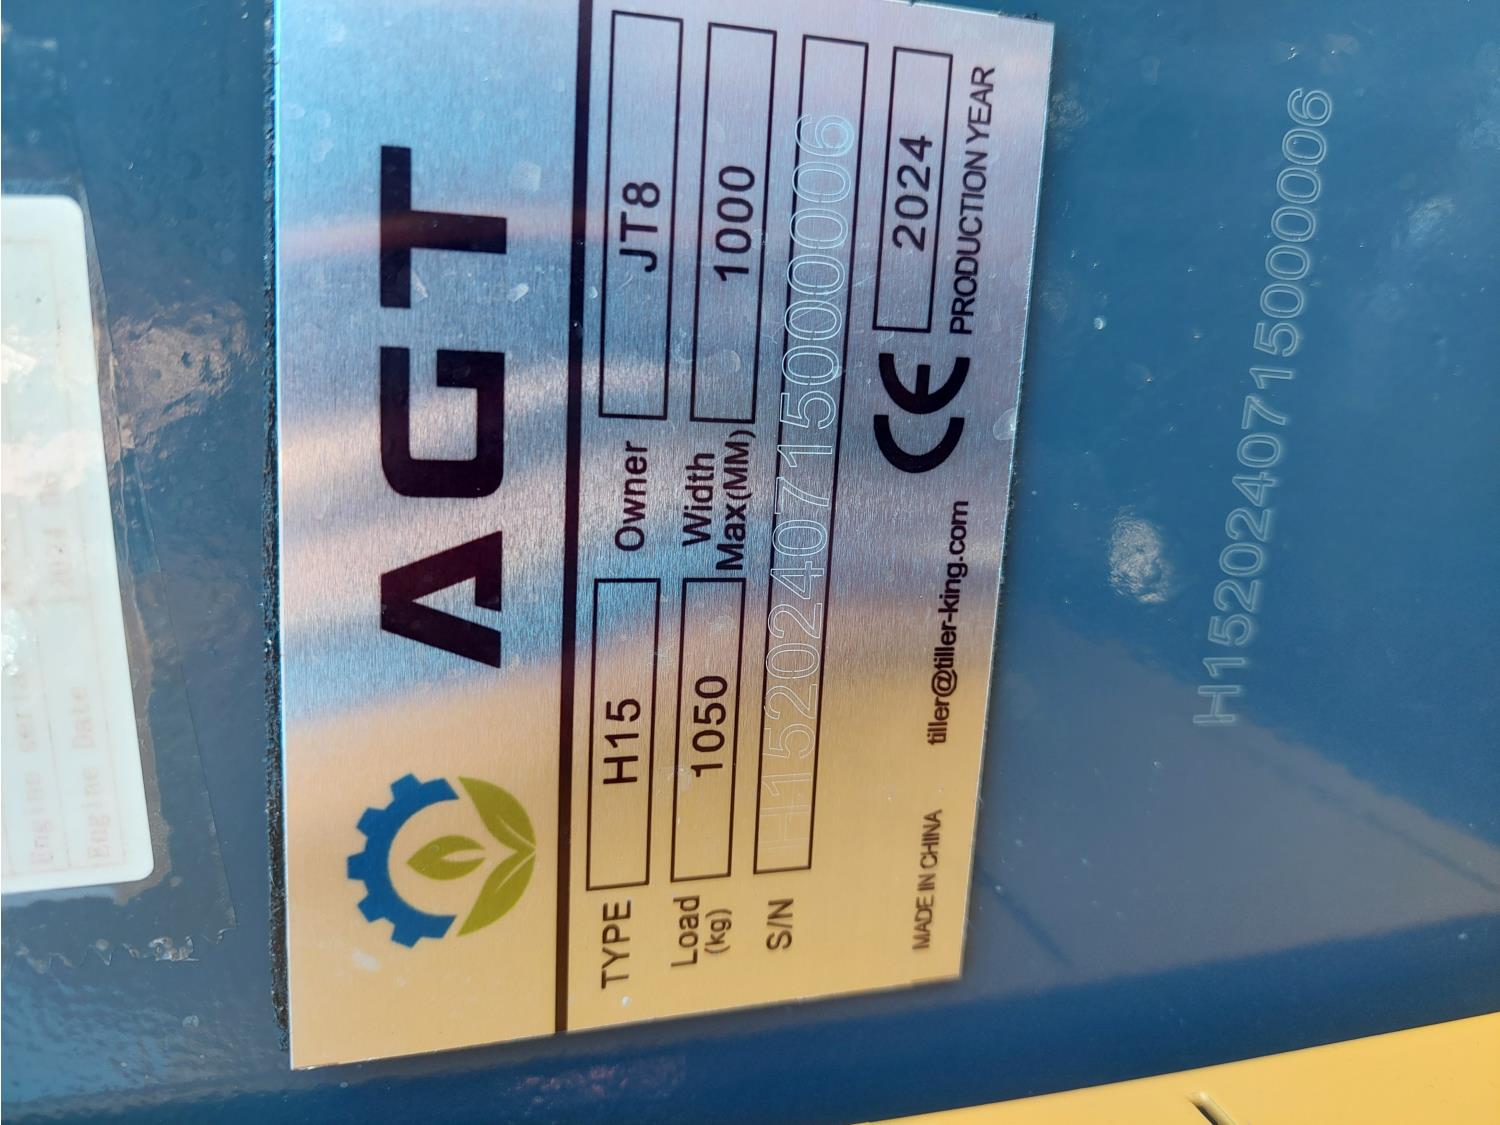 AGT
TYPE H15 Owner JT8
Load (kg) 1050 Width Max(MM) 1000
S/N H15202407150000006
MADE IN CHINA tiller@tiller-king.com CE 2024
PRODUCTION YEAR
H15202407150000006
Engine Date